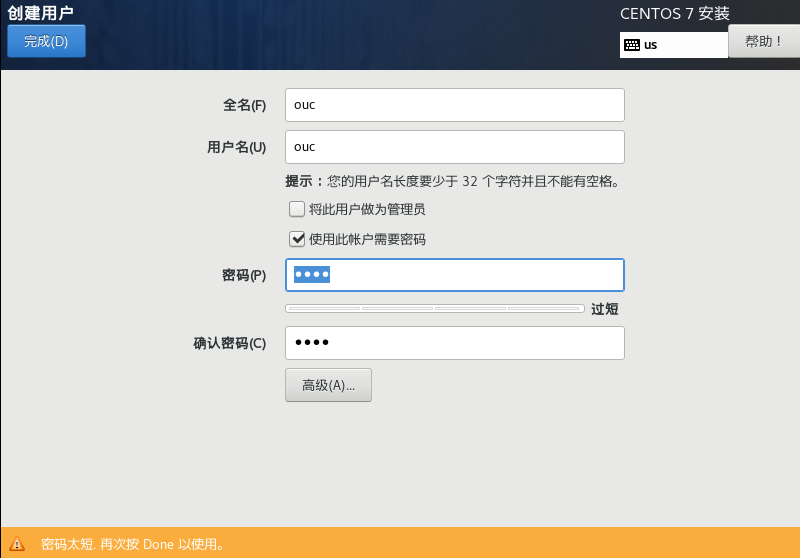 创建用户
CENTOS 7 安装
完成(D)
us
帮助！
全名(F)
ouc
用户名(U)
ouc
提示：您的用户名长度要少于 32 个字符并且不能有空格。
将此用户做为管理员
使用此帐户需要密码
密码(P)
••••
过短
确认密码(C)
••••
高级(A)...
密码太短. 再次按 Done 以使用。